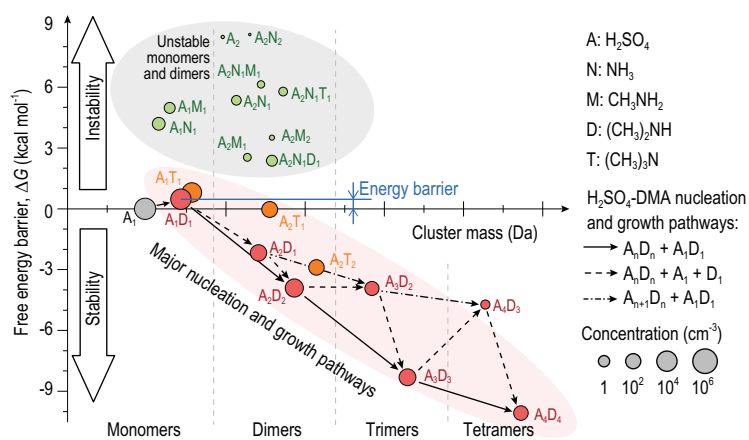 Free energy barrier, ΔG (kcal mol⁻¹)
Instability
Stability
9
6
3
0
-3
-6
-9
Unstable
monomers
and dimers
A₂
A₂N₂
A₂N₁M₁
A₂N₁
A₂N₁T₁
A₁M₁
A₁N₁
A₂M₂
A₂M₁
A₂N₁D₁
A₁T₁
Energy barrier
A₁
A₁D₁
A₂T₁
Cluster mass (Da)
A₂D₁
A₂T₂
A₂D₂
A₃D₂
A₄D₃
A₃D₃
A₄D₄
Major nucleation and growth pathways
Monomers
Dimers
Trimers
Tetramers
A: H₂SO₄
N: NH₃
M: CH₃NH₂
D: (CH₃)₂NH
T: (CH₃)₃N
H₂SO₄-DMA nucleation
and growth pathways:
AₙDₙ + A₁D₁
AₙDₙ + A₁ + D₁
Aₙ₊₁Dₙ + A₁D₁
Concentration (cm⁻³)
1
10²
10⁴
10⁶